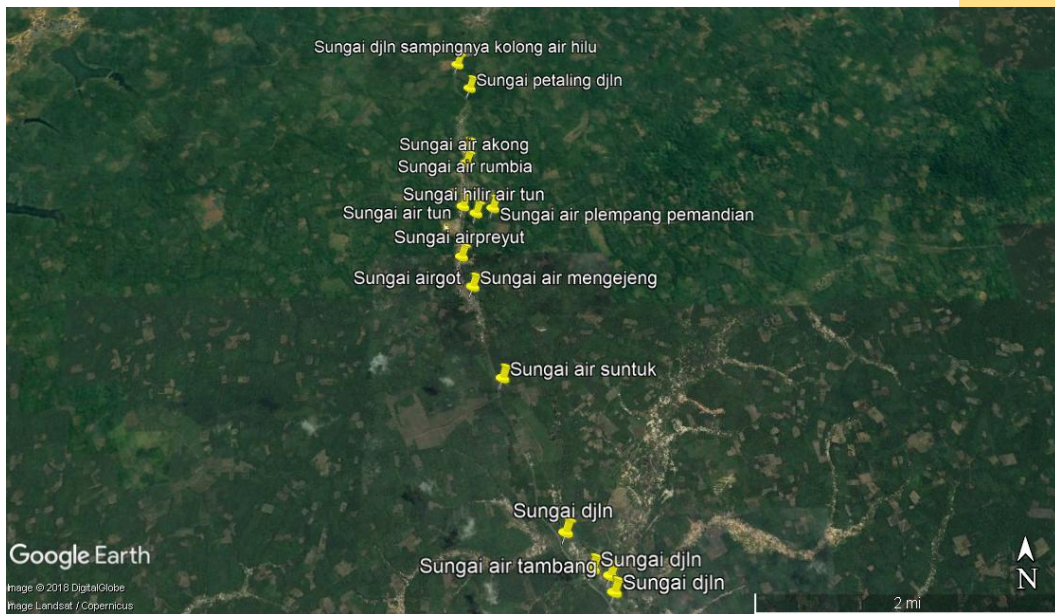 Sungai djln sampingnya kolong air hilu
Sungai petaling djln
Sungai air akong
Sungai air rumbia
Sungai hilir air tun
Sungai air tun
Sungai air plempang pemandian
Sungai airpreyut
Sungai airgot
Sungai air mengejeng
Sungai air suntuk
Sungai djln
Sungai air tambang
Sungai djln
Sungai djln
Google Earth
Image © 2018 DigitalGlobe
Image Landsat / Copernicus
N
2 mi